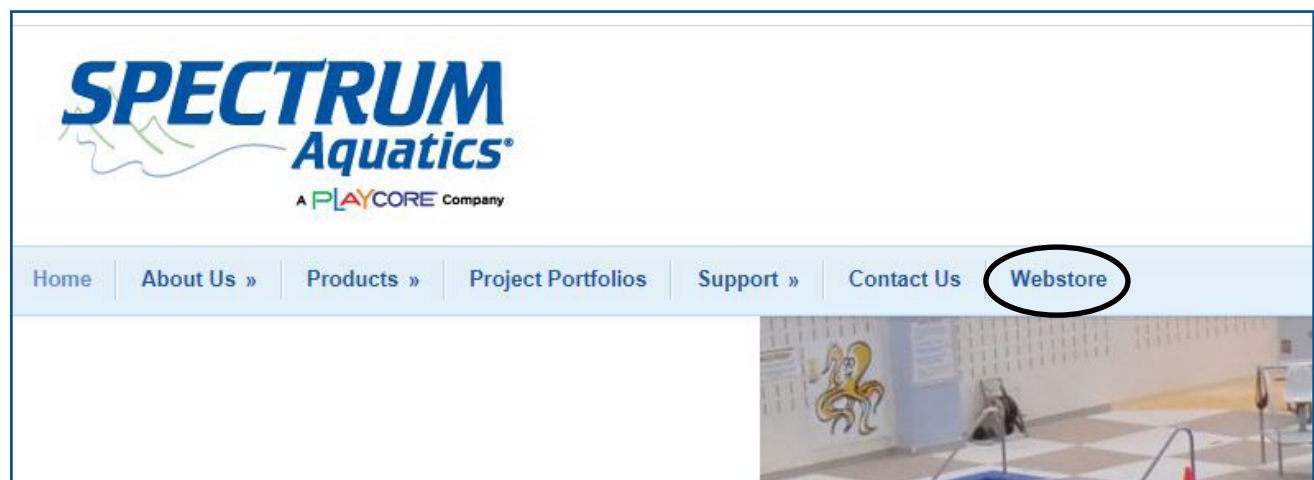 SPECTRUM
Aquatics®
A PLAYCORE Company
Home About Us » Products » Project Portfolios Support » Contact Us Webstore